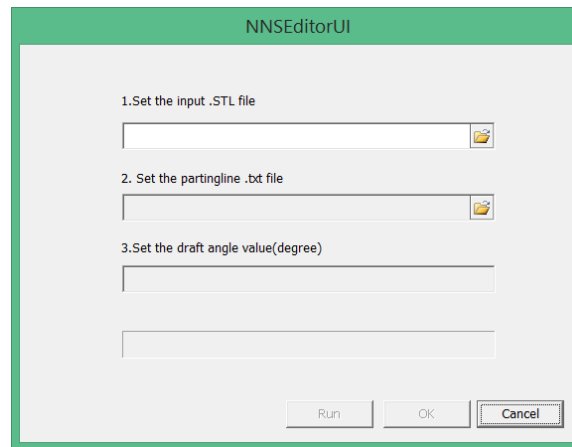 NNSEditorUI
1.Set the input .STL file
2. Set the partingline .txt file
3.Set the draft angle value(degree)
Run OK Cancel